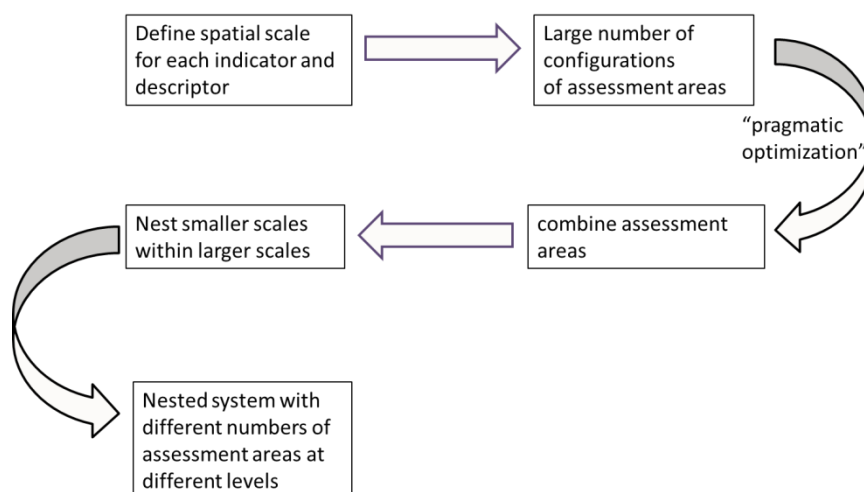 Define spatial scale
for each indicator and
descriptor
Large number of
configurations
of assessment areas
“pragmatic
optimization”
combine assessment
areas
Nest smaller scales
within larger scales
Nested system with
different numbers of
assessment areas at
different levels